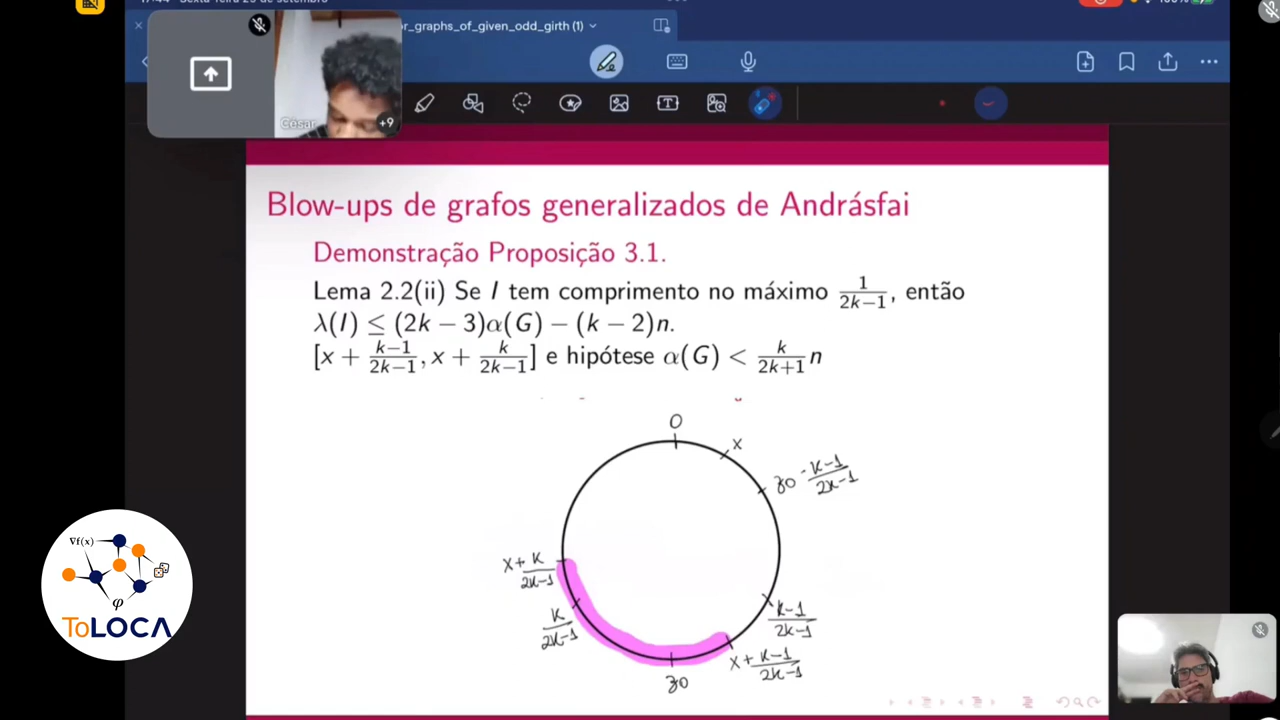 r_graphs_of_given_odd_girth (1)
César
+9
Blow-ups de grafos generalizados de Andrásfai
Demonstração Proposição 3.1.
Lema 2.2(ii) Se I tem comprimento no máximo 1/(2k−1), então
λ(I) ≤ (2k − 3)α(G) − (k − 2)n.
[x + (k−1)/(2k−1), x + k/(2k−1)] e hipótese α(G) < k/(2k+1) n
0
x
z0 - (k-1)/(2k-1)
x + k/(2k-1)
k/(2k-1)
(k-1)/(2k-1)
x + (k-1)/(2k-1)
z0
∇f(x)
φ
ToLOCA